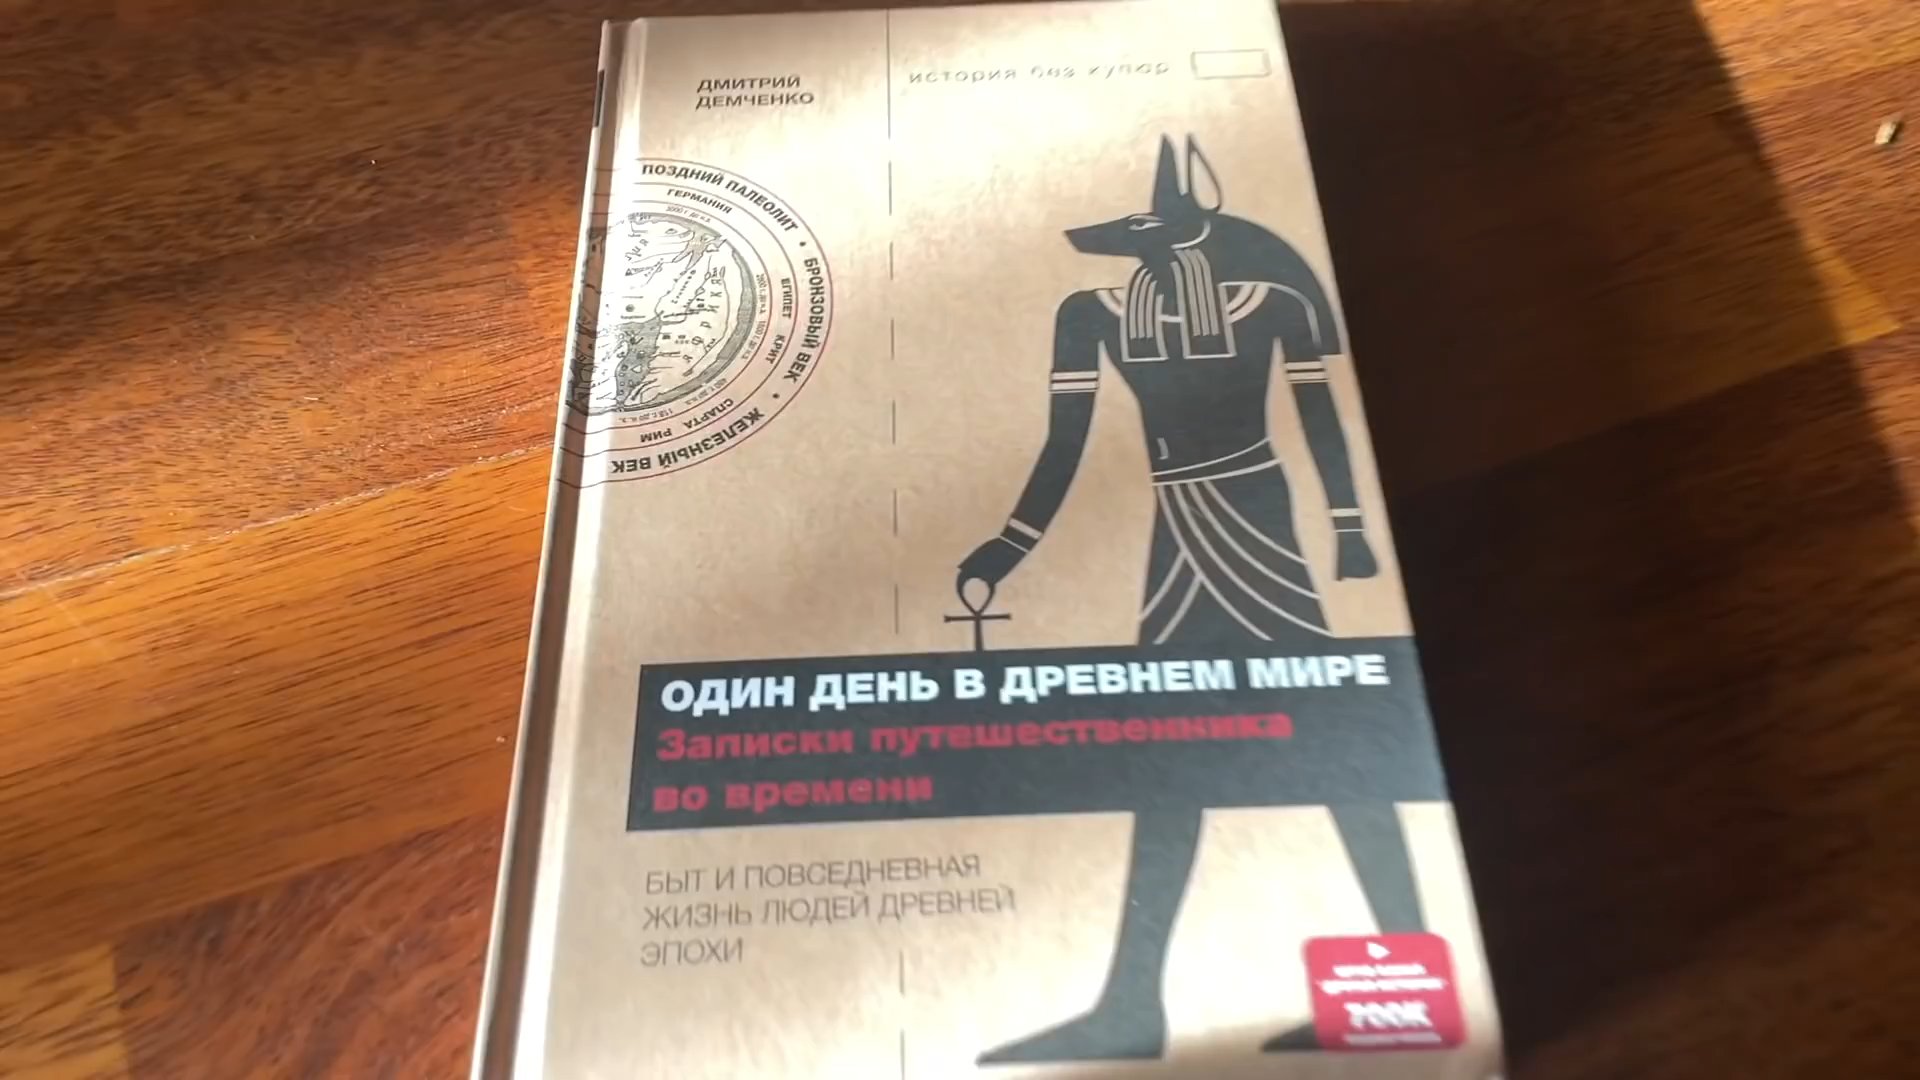 ДМИТРИЙ
ДЕМЧЕНКО
история без купюр
ПОЗДНИЙ ПАЛЕОЛИТ • БРОНЗОВЫЙ ВЕК • ЖЕЛЕЗНЫЙ ВЕК
ГЕРМАНИЯ ЕГИПЕТ КРИТ СПАРТА РИМ
АФРИКА
ОДИН ДЕНЬ В ДРЕВНЕМ МИРЕ
Записки путешественника
во времени
БЫТ И ПОВСЕДНЕВНАЯ
ЖИЗНЬ ЛЮДЕЙ ДРЕВНЕЙ
ЭПОХИ